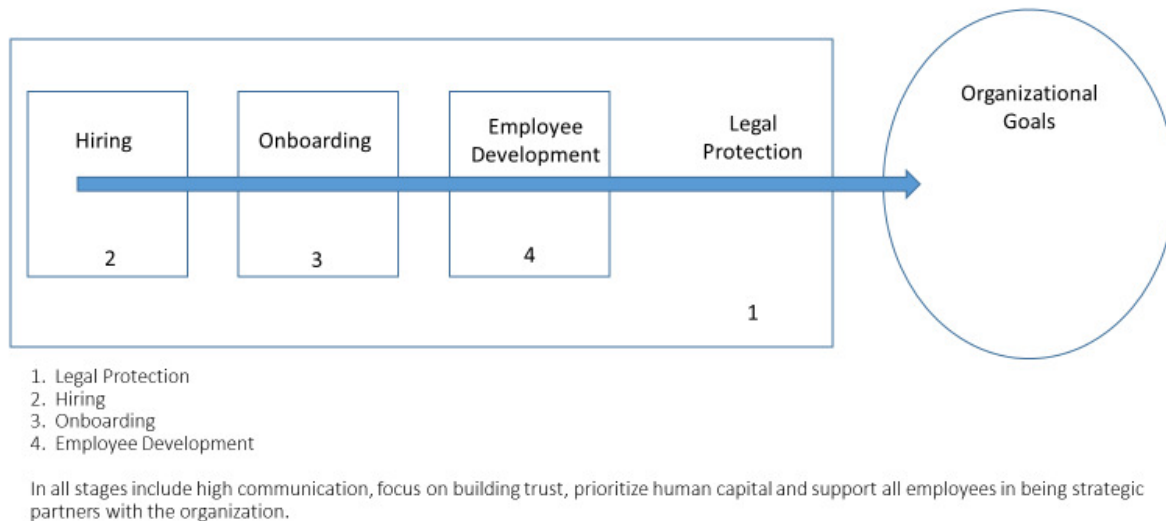 Hiring
Onboarding
Employee
Development
Legal
Protection
Organizational
Goals
2
3
4
1
1. Legal Protection
2. Hiring
3. Onboarding
4. Employee Development
In all stages include high communication, focus on building trust, prioritize human capital and support all employees in being strategic
partners with the organization.